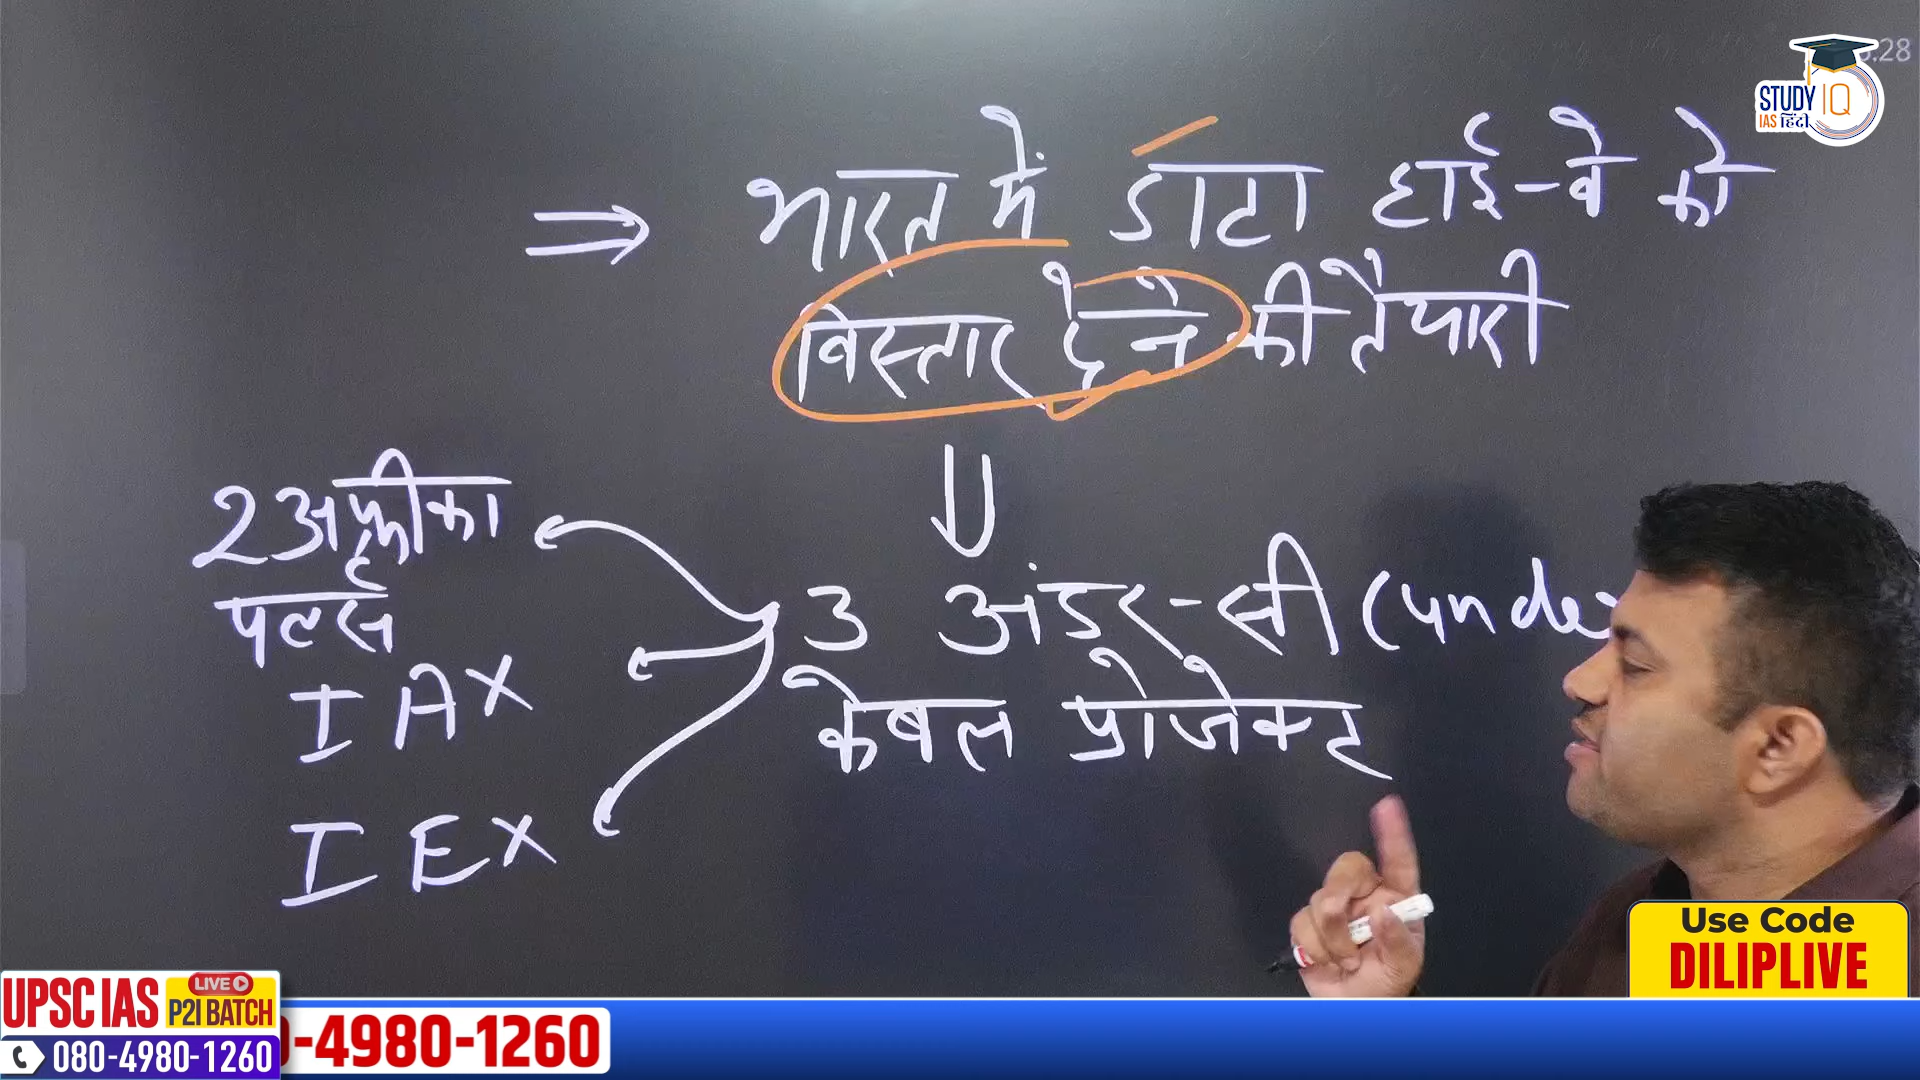 STUDY IQ
IAS हिंदी
⇒ भारत में डाटा हाई-वे को
विस्तार देने की तैयारी
2अफ्रीका
पर्ल्स
IAX
IEX
3 अंडर-सी (unde
केबल प्रोजेक्ट
Use Code
DILIPLIVE
UPSC IAS LIVE
P2I BATCH
080-4980-1260
-4980-1260